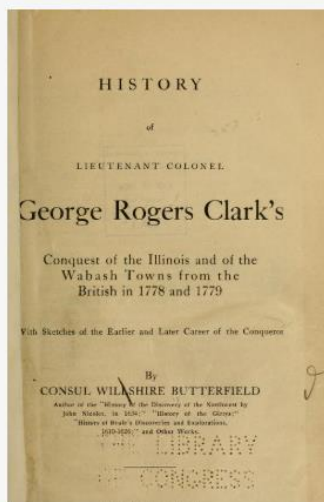 HISTORY
of
LIEUTENANT-COLONEL
George Rogers Clark's
Conquest of the Illinois and of the
Wabash Towns from the
British in 1778 and 1779
With Sketches of the Earlier and Later Career of the Conqueror
By
CONSUL WILLSHIRE BUTTERFIELD
Author of the "History of the Discovery of the Northwest by
John Nicolet, in 1634;" "History of the Girtys;"
"History of Brulé's Discoveries and Explorations,
1610-1626;" and Other Works.
THE LIBRARY
OF CONGRESS